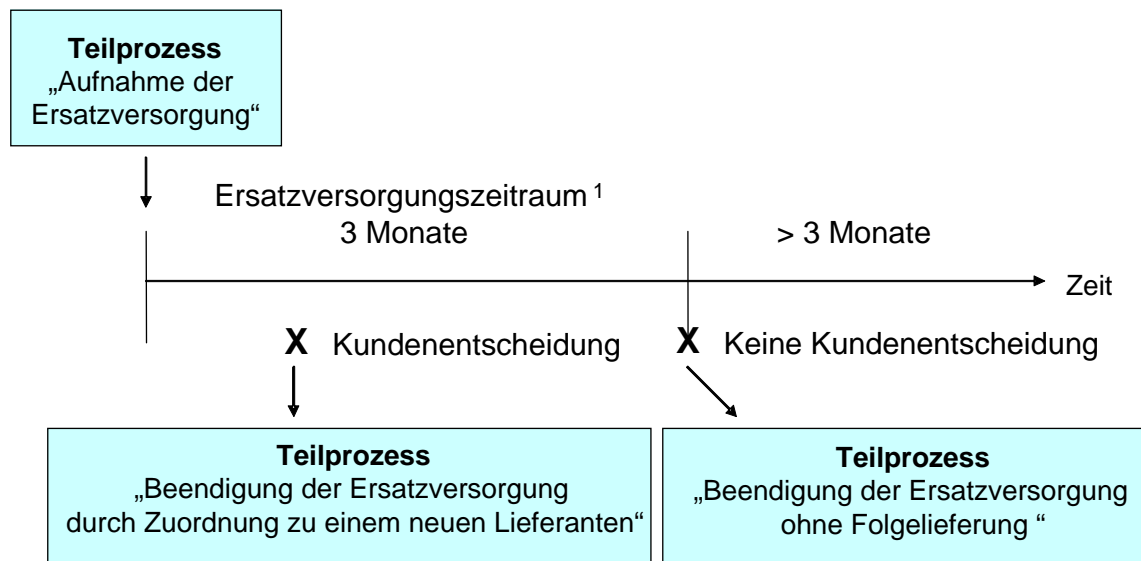 Teilprozess
„Aufnahme der
Ersatzversorgung“
Ersatzversorgungszeitraum ¹
3 Monate
> 3 Monate
Zeit
X Kundenentscheidung
X Keine Kundenentscheidung
Teilprozess
„Beendigung der Ersatzversorgung
durch Zuordnung zu einem neuen Lieferanten“
Teilprozess
„Beendigung der Ersatzversorgung
ohne Folgelieferung “